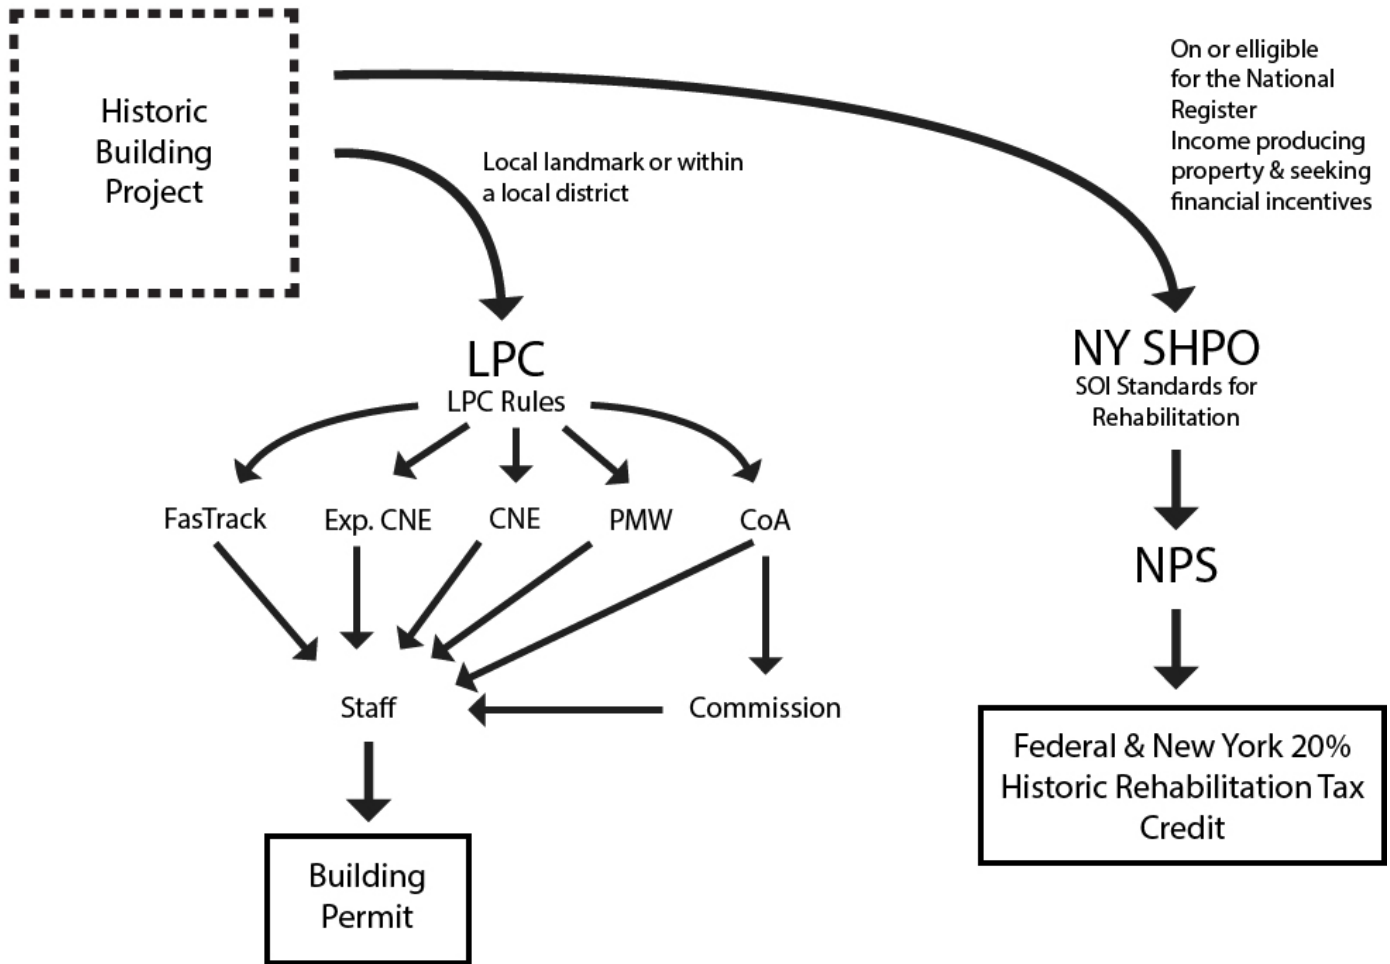 Historic
Building
Project
Local landmark or within
a local district
On or elligible
for the National
Register
Income producing
property & seeking
financial incentives
LPC
LPC Rules
NY SHPO
SOI Standards for
Rehabilitation
FasTrack
Exp. CNE
CNE
PMW
CoA
NPS
Staff
Commission
Federal & New York 20%
Historic Rehabilitation Tax
Credit
Building
Permit